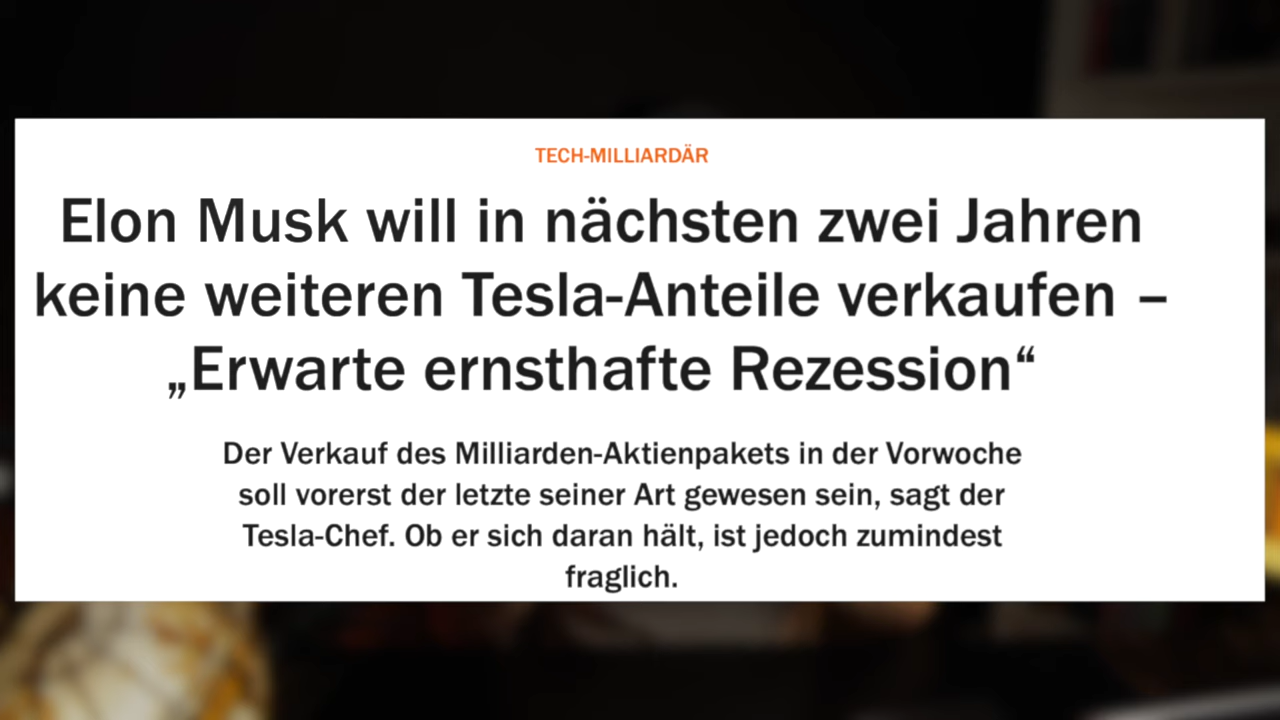 TECH-MILLIARDÄR
Elon Musk will in nächsten zwei Jahren
keine weiteren Tesla-Anteile verkaufen –
„Erwarte ernsthafte Rezession“
Der Verkauf des Milliarden-Aktienpakets in der Vorwoche
soll vorerst der letzte seiner Art gewesen sein, sagt der
Tesla-Chef. Ob er sich daran hält, ist jedoch zumindest
fraglich.